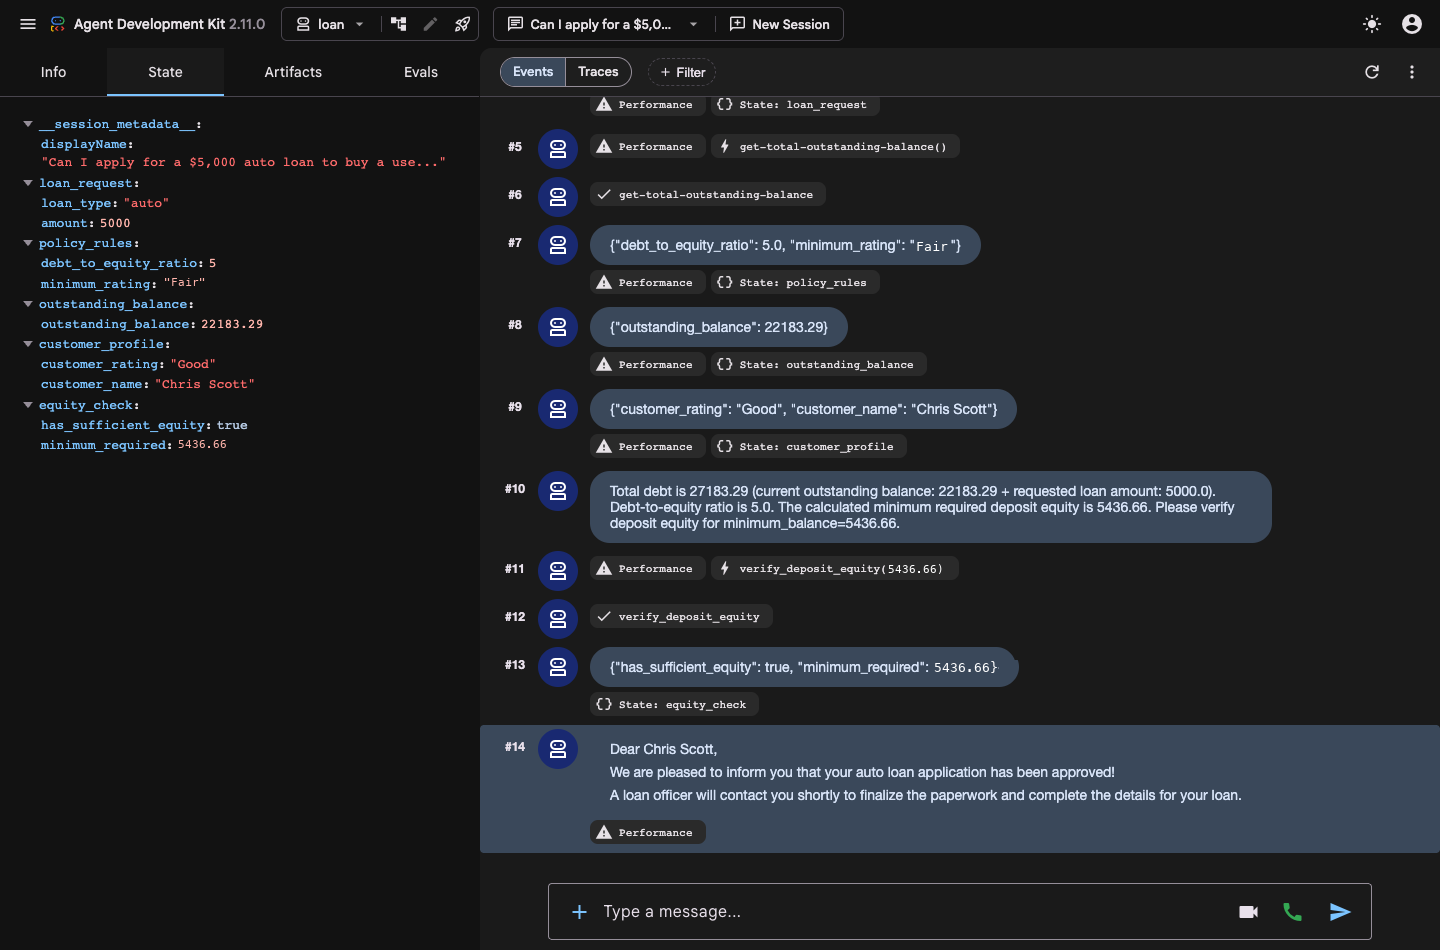 Agent Development Kit 2.11.0
loan
Can I apply for a $5,0...
New Session
Info
State
Artifacts
Evals
Events
Traces
+ Filter
__session_metadata__:
displayName:
"Can I apply for a $5,000 auto loan to buy a use..."
loan_request:
loan_type: "auto"
amount: 5000
policy_rules:
debt_to_equity_ratio: 5
minimum_rating: "Fair"
outstanding_balance:
outstanding_balance: 22183.29
customer_profile:
customer_rating: "Good"
customer_name: "Chris Scott"
equity_check:
has_sufficient_equity: true
minimum_required: 5436.66
Performance {} State: loan_request
#5 Performance get-total-outstanding-balance()
#6 get-total-outstanding-balance
#7 {"debt_to_equity_ratio": 5.0, "minimum_rating": "Fair"}
Performance {} State: policy_rules
#8 {"outstanding_balance": 22183.29}
Performance {} State: outstanding_balance
#9 {"customer_rating": "Good", "customer_name": "Chris Scott"}
Performance {} State: customer_profile
#10 Total debt is 27183.29 (current outstanding balance: 22183.29 + requested loan amount: 5000.0).
Debt-to-equity ratio is 5.0. The calculated minimum required deposit equity is 5436.66. Please verify
deposit equity for minimum_balance=5436.66.
#11 Performance verify_deposit_equity(5436.66)
#12 verify_deposit_equity
#13 {"has_sufficient_equity": true, "minimum_required": 5436.66}
{} State: equity_check
#14 Dear Chris Scott,
We are pleased to inform you that your auto loan application has been approved!
A loan officer will contact you shortly to finalize the paperwork and complete the details for your loan.
Performance
Type a message...